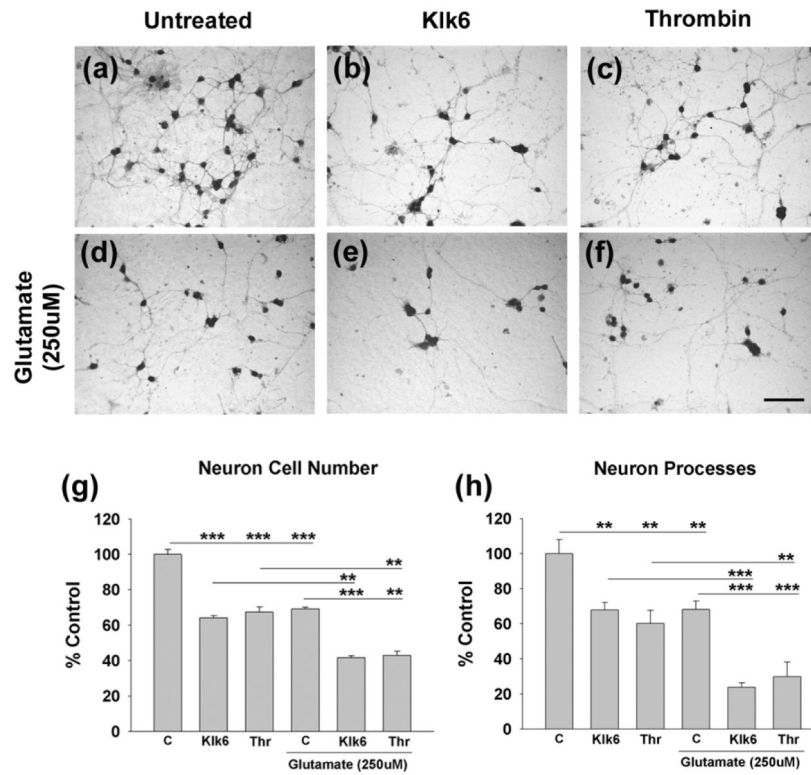 Untreated Klk6 Thrombin
(a) (b) (c)
(d) (e) (f)
Glutamate
(250uM)
(g) Neuron Cell Number
*** *** ***
**
**
*** **
120
100
80
60
40
20
0
% Control
C Klk6 Thr C Klk6 Thr
Glutamate (250uM)
(h) Neuron Processes
** ** **
**
***
*** ***
120
100
80
60
40
20
0
% Control
C Klk6 Thr C Klk6 Thr
Glutamate (250uM)